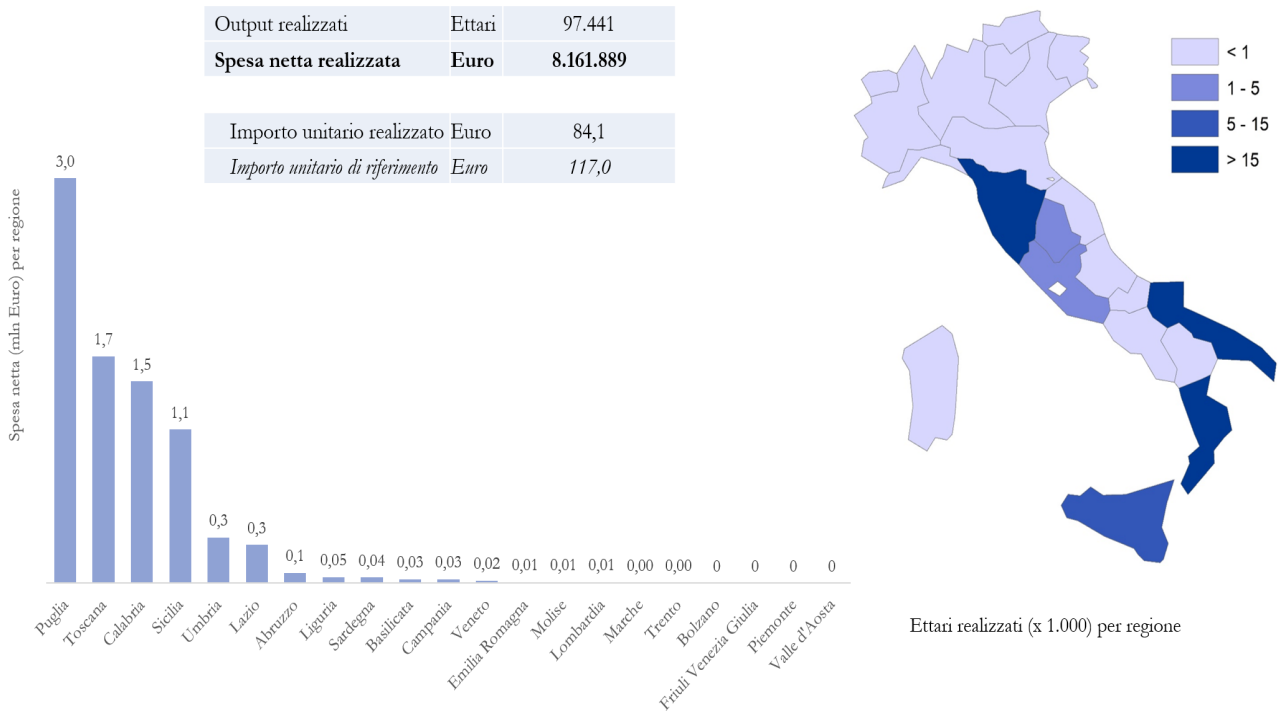 Output realizzati Ettari 97.441
Spesa netta realizzata Euro 8.161.889
Importo unitario realizzato Euro 84,1
Importo unitario di riferimento Euro 117,0
Spesa netta (mln Euro) per regione
3,0
1,7
1,5
1,1
0,3
0,3
0,1
0,05
0,04
0,03
0,03
0,02
0,01
0,01
0,01
0,00
0,00
0
0
0
0
Puglia
Toscana
Calabria
Sicilia
Umbria
Lazio
Abruzzo
Liguria
Sardegna
Basilicata
Campania
Veneto
Emilia Romagna
Molise
Lombardia
Marche
Trento
Bolzano
Friuli Venezia Giulia
Piemonte
Valle d'Aosta
< 1
1 - 5
5 - 15
> 15
Ettari realizzati (x 1.000) per regione